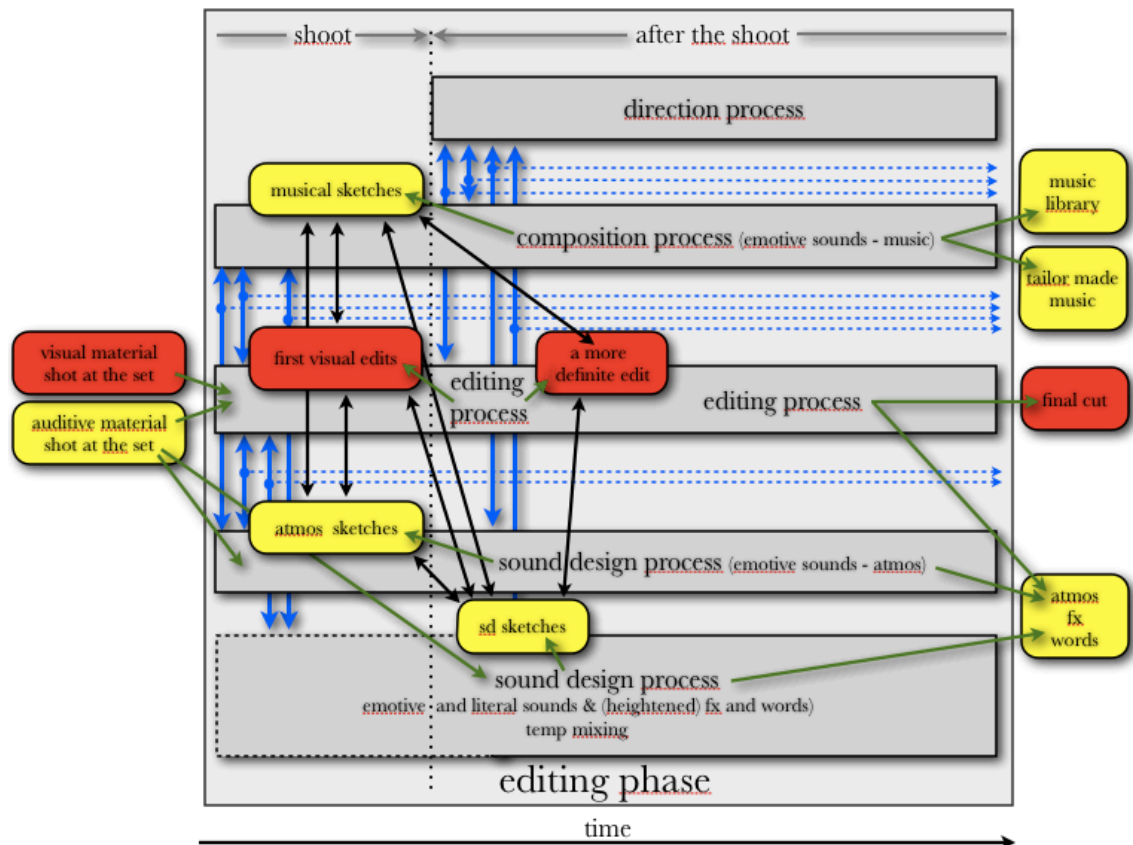 shoot
after the shoot
direction process
musical sketches
music
library
composition process (emotive sounds - music)
tailor made
music
visual material
shot at the set
first visual edits
a more
definite edit
editing
process
editing process
final cut
auditive material
shot at the set
atmos sketches
sound design process (emotive sounds - atmos)
atmos
fx
words
sd sketches
sound design process
emotive and literal sounds & (heightened) fx and words)
temp mixing
editing phase
time